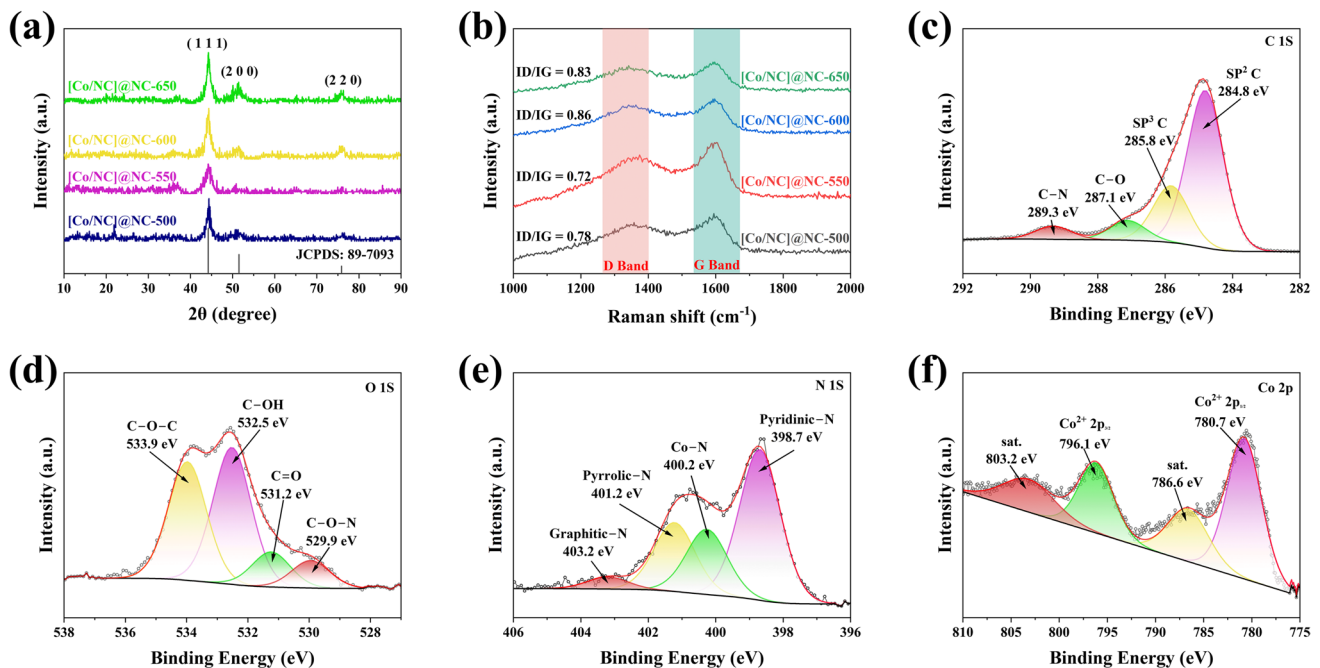 (a)
(1 1 1)
(2 0 0)
(2 2 0)
[Co/NC]@NC-650
[Co/NC]@NC-600
[Co/NC]@NC-550
[Co/NC]@NC-500
JCPDS: 89-7093
Intensity (a.u.)
10 20 30 40 50 60 70 80 90
2θ (degree)
(b)
ID/IG = 0.83
[Co/NC]@NC-650
ID/IG = 0.86
[Co/NC]@NC-600
ID/IG = 0.72
[Co/NC]@NC-550
ID/IG = 0.78
[Co/NC]@NC-500
D Band
G Band
Intensity (a.u.)
1000 1200 1400 1600 1800 2000
Raman shift (cm⁻¹)
(c)
C 1S
SP² C
284.8 eV
SP³ C
285.8 eV
C−O
287.1 eV
C−N
289.3 eV
Intensity (a.u.)
292 290 288 286 284 282
Binding Energy (eV)
(d)
O 1S
C−OH
532.5 eV
C−O−C
533.9 eV
C=O
531.2 eV
C−O−N
529.9 eV
Intensity (a.u.)
538 536 534 532 530 528
Binding Energy (eV)
(e)
N 1S
Pyridinic−N
398.7 eV
Co−N
400.2 eV
Pyrrolic−N
401.2 eV
Graphitic−N
403.2 eV
Intensity (a.u.)
406 404 402 400 398 396
Binding Energy (eV)
(f)
Co 2p
Co²⁺ 2p
780.7 eV
Co²⁺ 2p
796.1 eV
sat.
803.2 eV
sat.
786.6 eV
Intensity (a.u.)
810 805 800 795 790 785 780 775
Binding Energy (eV)